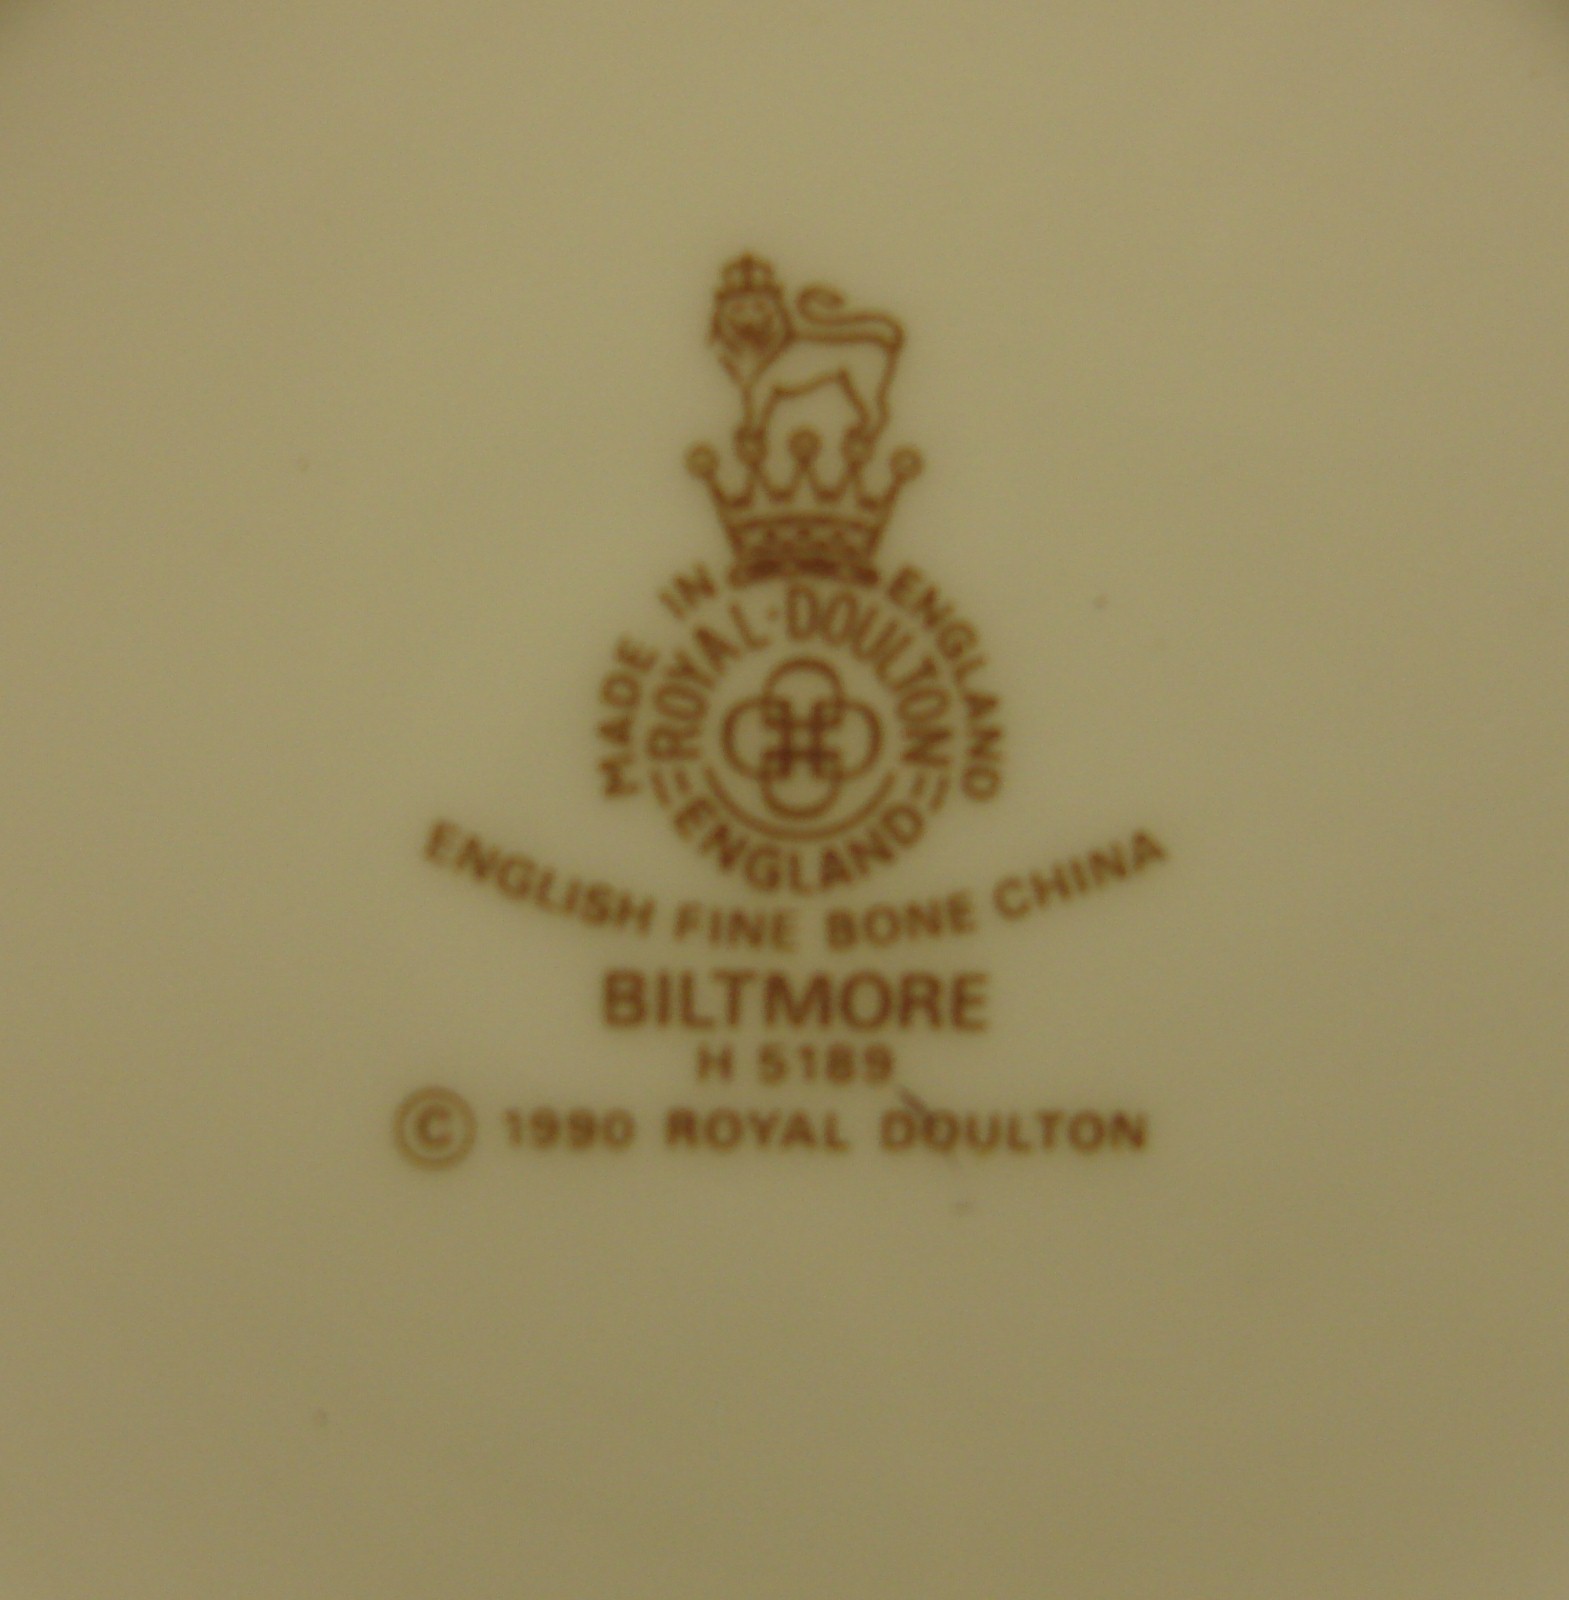 MADE IN ENGLAND
ROYAL·DOULTON
ENGLAND
ENGLISH FINE BONE CHINA
BILTMORE
H 5189
© 1990 ROYAL DOULTON